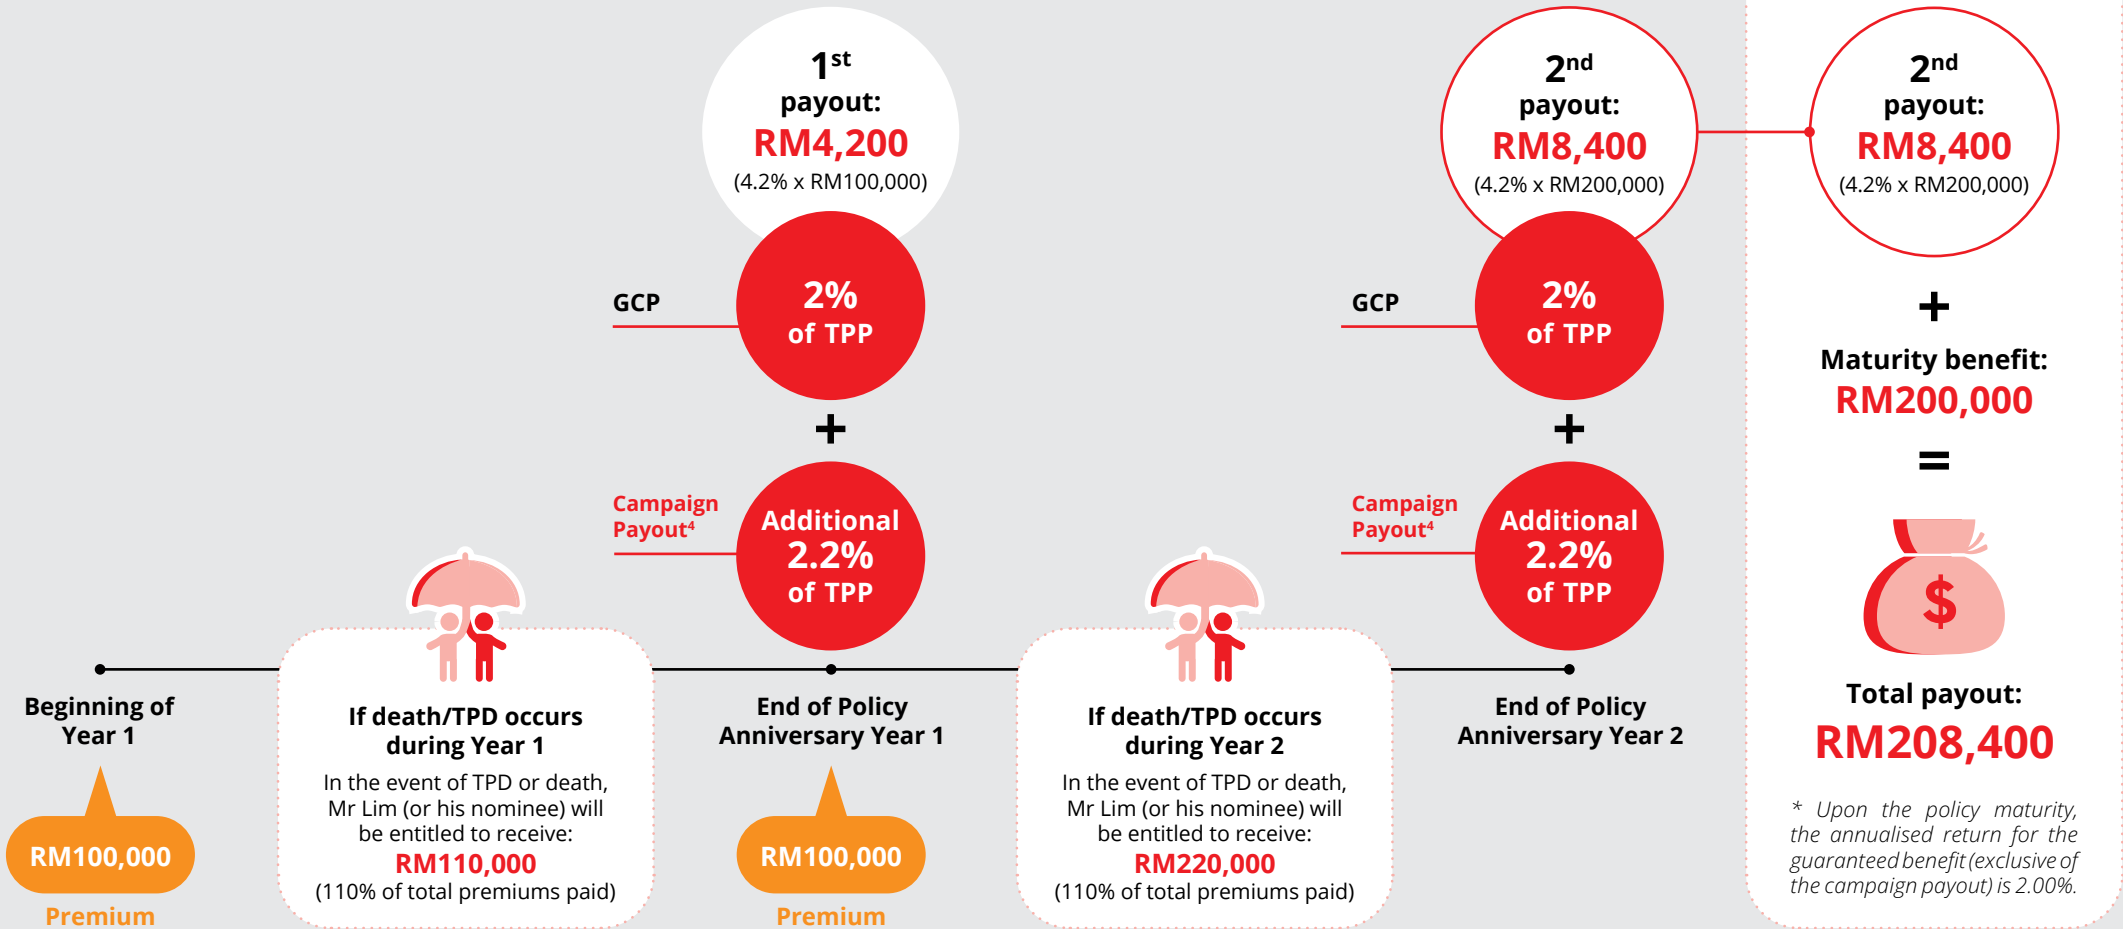 1st
payout:
RM4,200
(4.2% x RM100,000)
GCP
2%
of TPP
+
Campaign
Payout4
Additional
2.2%
of TPP
2nd
payout:
RM8,400
(4.2% x RM200,000)
GCP
2%
of TPP
+
Campaign
Payout4
Additional
2.2%
of TPP
2nd
payout:
RM8,400
(4.2% x RM200,000)
+
Maturity benefit:
RM200,000
=
$
Total payout:
RM208,400
* Upon the policy maturity,
the annualised return for the
guaranteed benefit (exclusive of
the campaign payout) is 2.00%.
Beginning of
Year 1
RM100,000
Premium
If death/TPD occurs
during Year 1
In the event of TPD or death,
Mr Lim (or his nominee) will
be entitled to receive:
RM110,000
(110% of total premiums paid)
End of Policy
Anniversary Year 1
RM100,000
Premium
If death/TPD occurs
during Year 2
In the event of TPD or death,
Mr Lim (or his nominee) will
be entitled to receive:
RM220,000
(110% of total premiums paid)
End of Policy
Anniversary Year 2